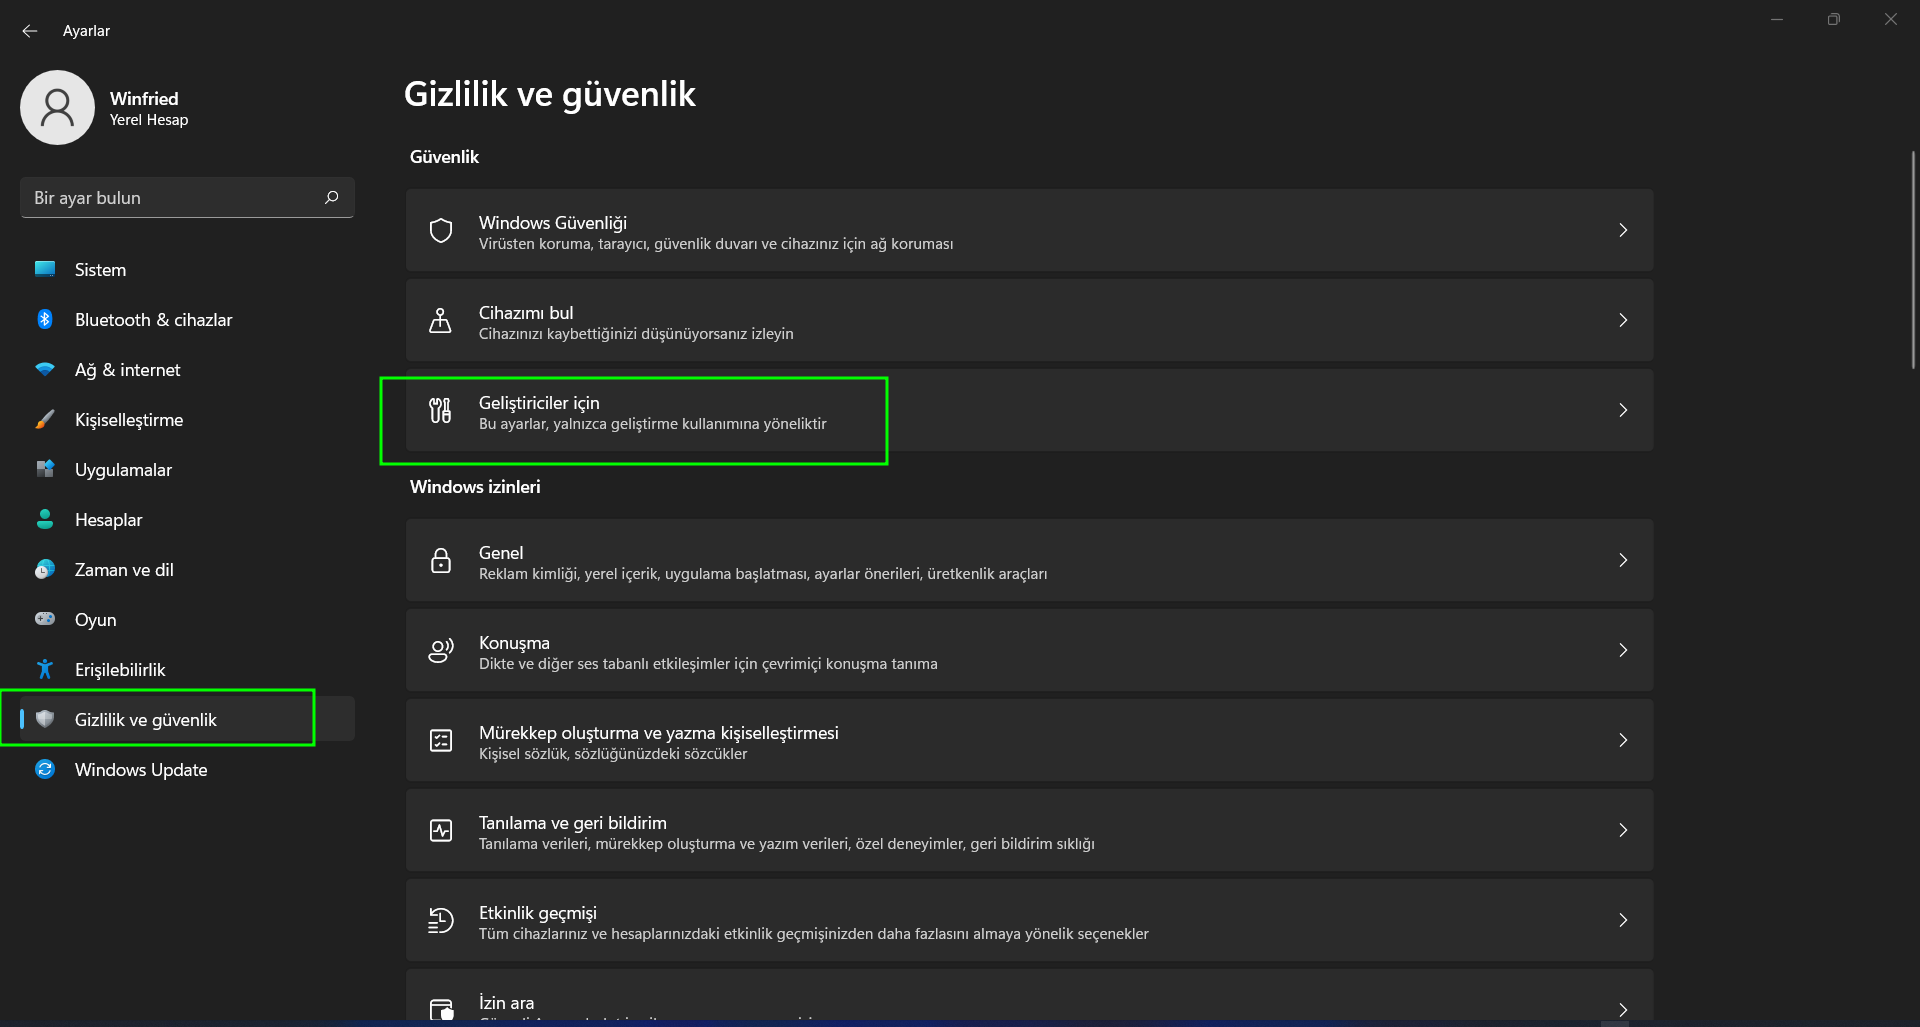 Ayarlar
Winfried
Yerel Hesap
Bir ayar bulun
Sistem
Bluetooth & cihazlar
Ağ & internet
Kişiselleştirme
Uygulamalar
Hesaplar
Zaman ve dil
Oyun
Erişilebilirlik
Gizlilik ve güvenlik
Windows Update
Gizlilik ve güvenlik
Güvenlik
Windows Güvenliği
Virüsten koruma, tarayıcı, güvenlik duvarı ve cihazınız için ağ koruması
Cihazımı bul
Cihazınızı kaybettiğinizi düşünüyorsanız izleyin
Geliştiriciler için
Bu ayarlar, yalnızca geliştirme kullanımına yöneliktir
Windows izinleri
Genel
Reklam kimliği, yerel içerik, uygulama başlatması, ayarlar önerileri, üretkenlik araçları
Konuşma
Dikte ve diğer ses tabanlı etkileşimler için çevrimiçi konuşma tanıma
Mürekkep oluşturma ve yazma kişiselleştirmesi
Kişisel sözlük, sözlüğünüzdeki sözcükler
Tanılama ve geri bildirim
Tanılama verileri, mürekkep oluşturma ve yazım verileri, özel deneyimler, geri bildirim sıklığı
Etkinlik geçmişi
Tüm cihazlarınız ve hesaplarınızdaki etkinlik geçmişinizden daha fazlasını almaya yönelik seçenekler
İzin ara